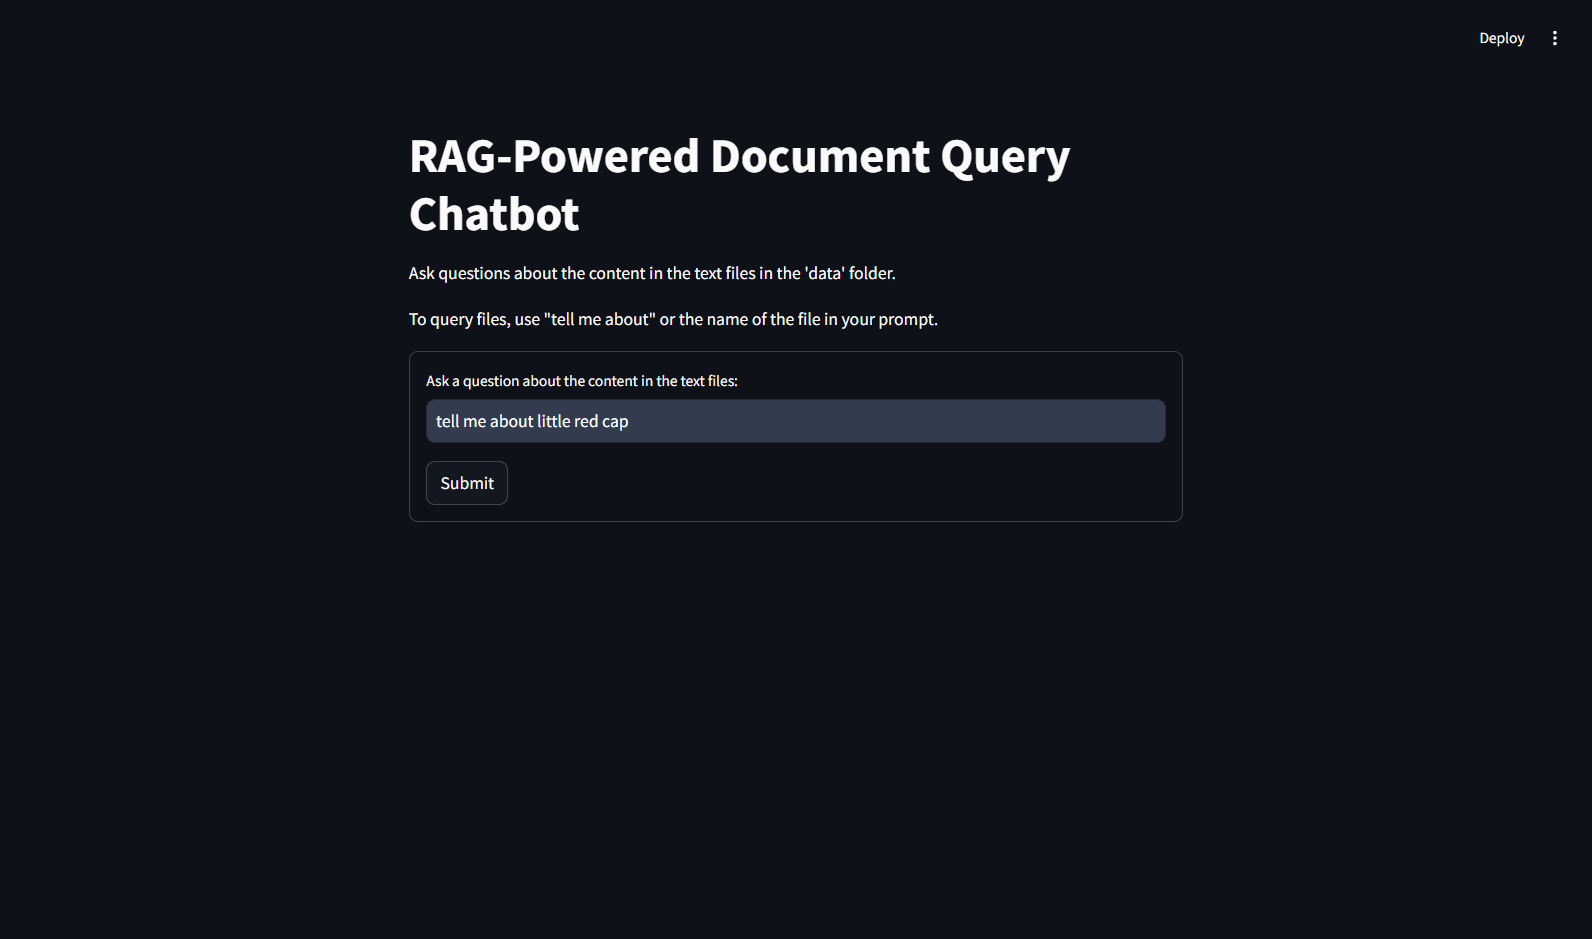 Deploy
RAG-Powered Document Query
Chatbot
Ask questions about the content in the text files in the 'data' folder.
To query files, use "tell me about" or the name of the file in your prompt.
Ask a question about the content in the text files:
tell me about little red cap
Submit